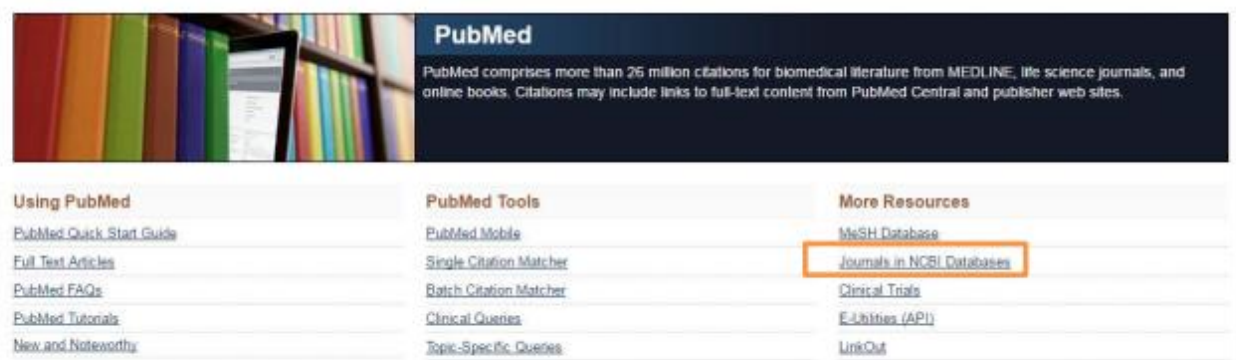 PubMed
PubMed comprises more than 26 million citations for biomedical literature from MEDLINE, life science journals, and
online books. Citations may include links to full-text content from PubMed Central and publisher web sites.
Using PubMed
PubMed Quick Start Guide
Full Text Articles
PubMed FAQs
PubMed Tutorials
New and Noteworthy
PubMed Tools
PubMed Mobile
Single Citation Matcher
Batch Citation Matcher
Clinical Queries
Topic-Specific Queries
More Resources
MeSH Database
Journals in NCBI Databases
Clinical Trials
E-Utilities (API)
LinkOut